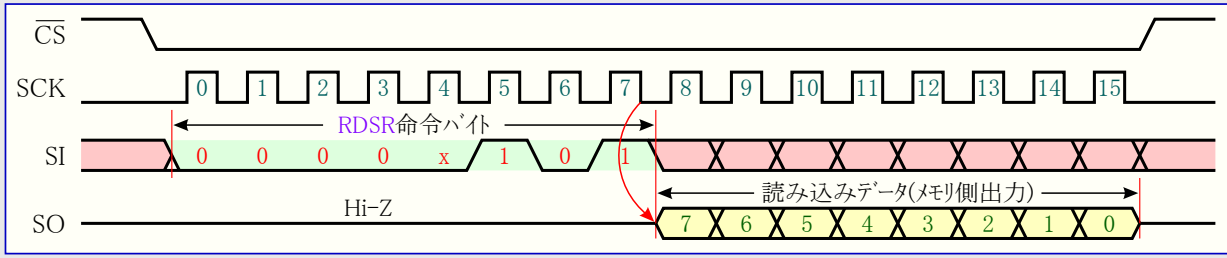 CS
SCK 0 1 2 3 4 5 6 7 8 9 10 11 12 13 14 15
RDSR命令ﾊﾞｲﾄ
SI 0 0 0 0 x 1 0 1
読み込みﾃﾞｰﾀ(ﾒﾓﾘ側出力)
Hi-Z
SO 7 6 5 4 3 2 1 0